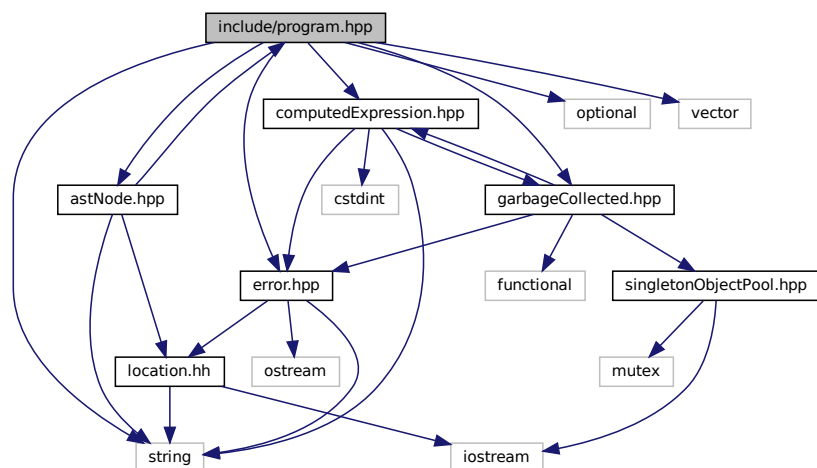 include/program.hpp
computedExpression.hpp
optional
vector
astNode.hpp
cstdint
garbageCollected.hpp
error.hpp
functional
singletonObjectPool.hpp
location.hh
ostream
mutex
string
iostream